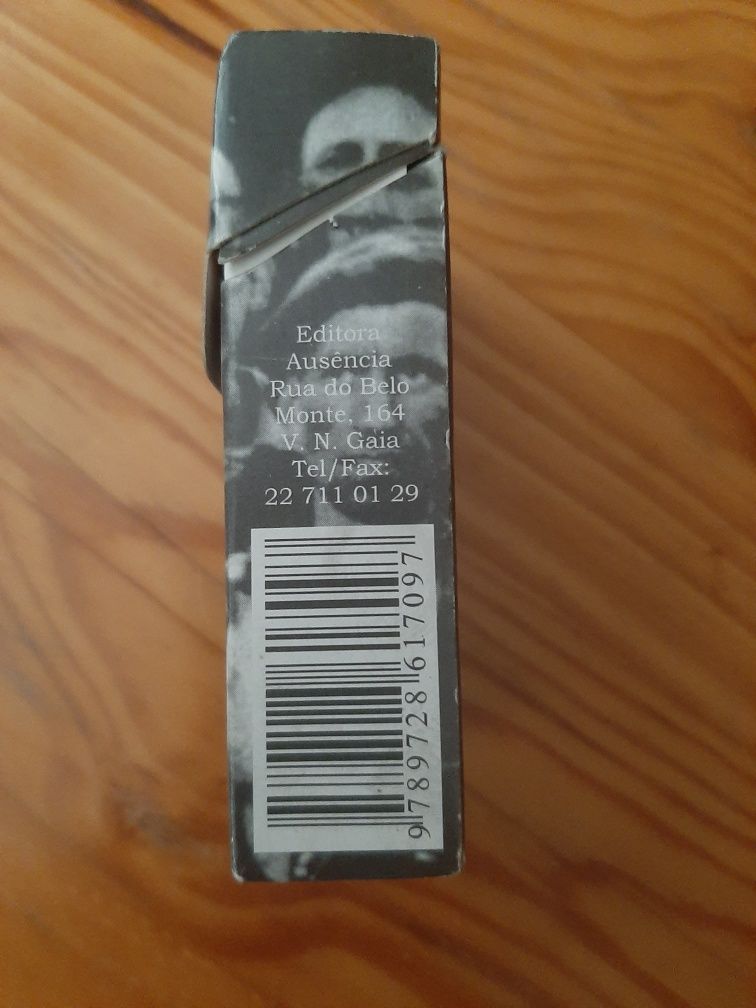 Editora
Ausência
Rua do Belo
Monte, 164
V. N. Gaia
Tel/Fax:
22 711 01 29
9 789728 617097